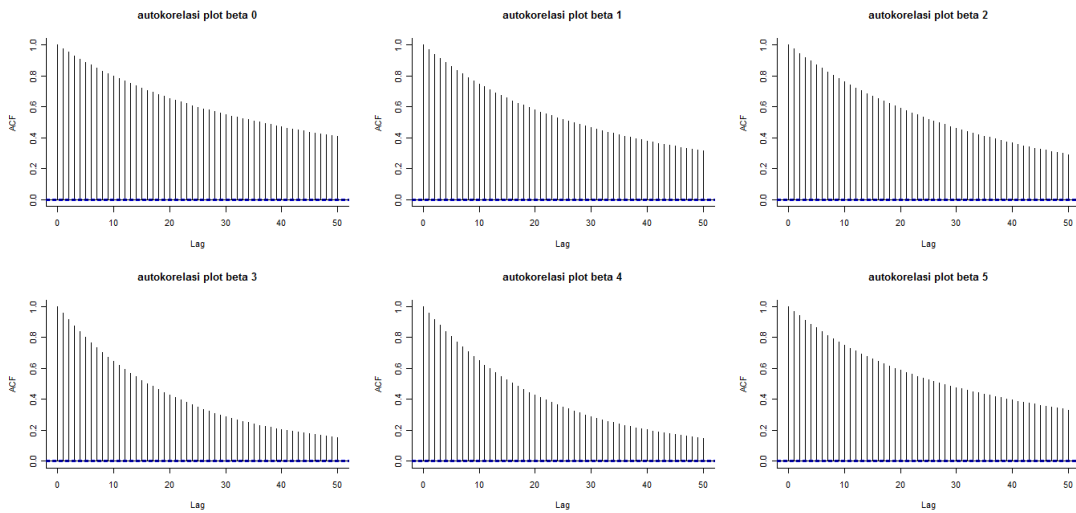 autokorelasi plot beta 0
ACF
0.0 0.2 0.4 0.6 0.8 1.0
0 10 20 30 40 50
Lag
autokorelasi plot beta 1
ACF
0.0 0.2 0.4 0.6 0.8 1.0
0 10 20 30 40 50
Lag
autokorelasi plot beta 2
ACF
0.0 0.2 0.4 0.6 0.8 1.0
0 10 20 30 40 50
Lag
autokorelasi plot beta 3
ACF
0.0 0.2 0.4 0.6 0.8 1.0
0 10 20 30 40 50
Lag
autokorelasi plot beta 4
ACF
0.0 0.2 0.4 0.6 0.8 1.0
0 10 20 30 40 50
Lag
autokorelasi plot beta 5
ACF
0.0 0.2 0.4 0.6 0.8 1.0
0 10 20 30 40 50
Lag